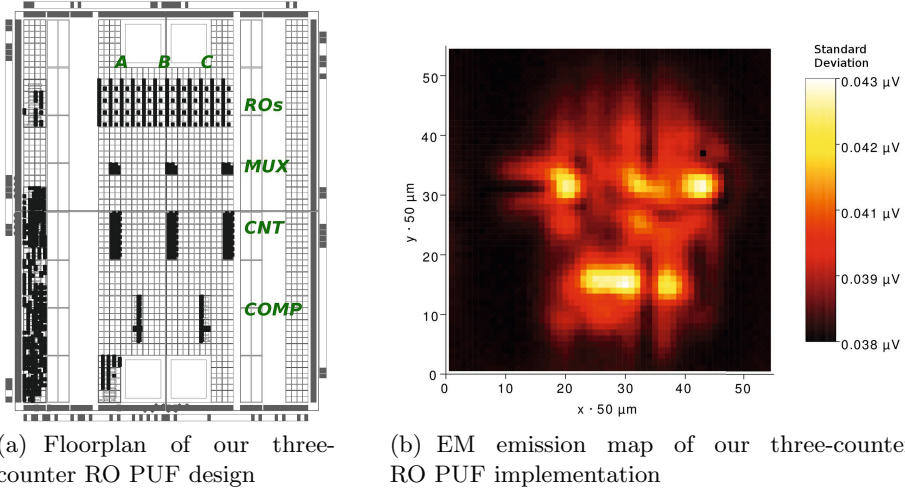 A B C
ROs
MUX
CNT
COMP
Standard
Deviation
0.043 µV
0.042 µV
0.041 µV
0.039 µV
0.038 µV
50
40
30
20
10
0
y · 50 µm
0 10 20 30 40 50
x · 50 µm
(a) Floorplan of our three-
counter RO PUF design
(b) EM emission map of our three-counter
RO PUF implementation